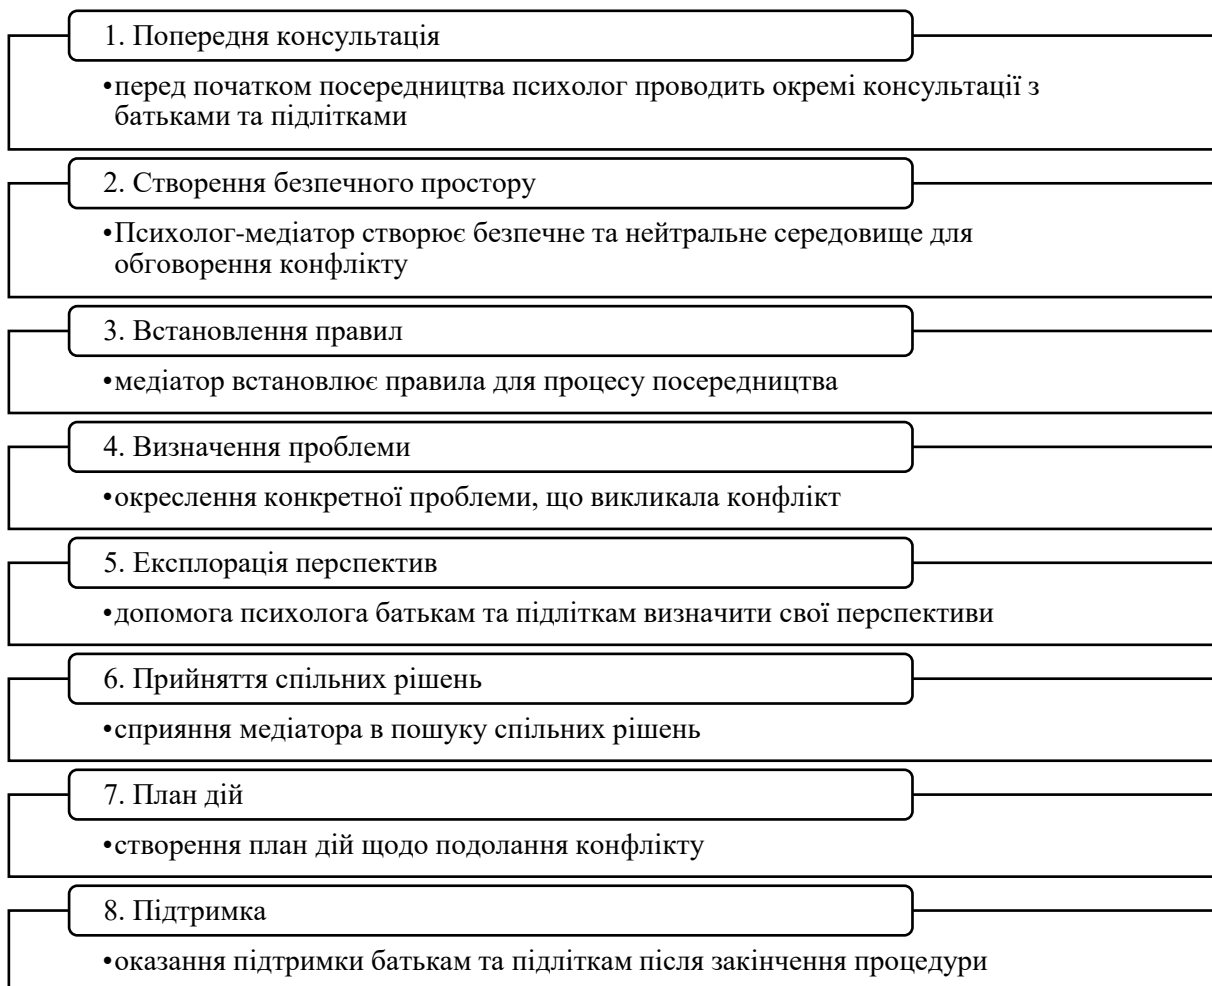 1. Попередня консультація
•перед початком посередництва психолог проводить окремі консультації з
батьками та підлітками
2. Створення безпечного простору
•Психолог-медіатор створює безпечне та нейтральне середовище для
обговорення конфлікту
3. Встановлення правил
•медіатор встановлює правила для процесу посередництва
4. Визначення проблеми
•окреслення конкретної проблеми, що викликала конфлікт
5. Експлорація перспектив
•допомога психолога батькам та підліткам визначити свої перспективи
6. Прийняття спільних рішень
•сприяння медіатора в пошуку спільних рішень
7. План дій
•створення план дій щодо подолання конфлікту
8. Підтримка
•оказання підтримки батькам та підліткам після закінчення процедури